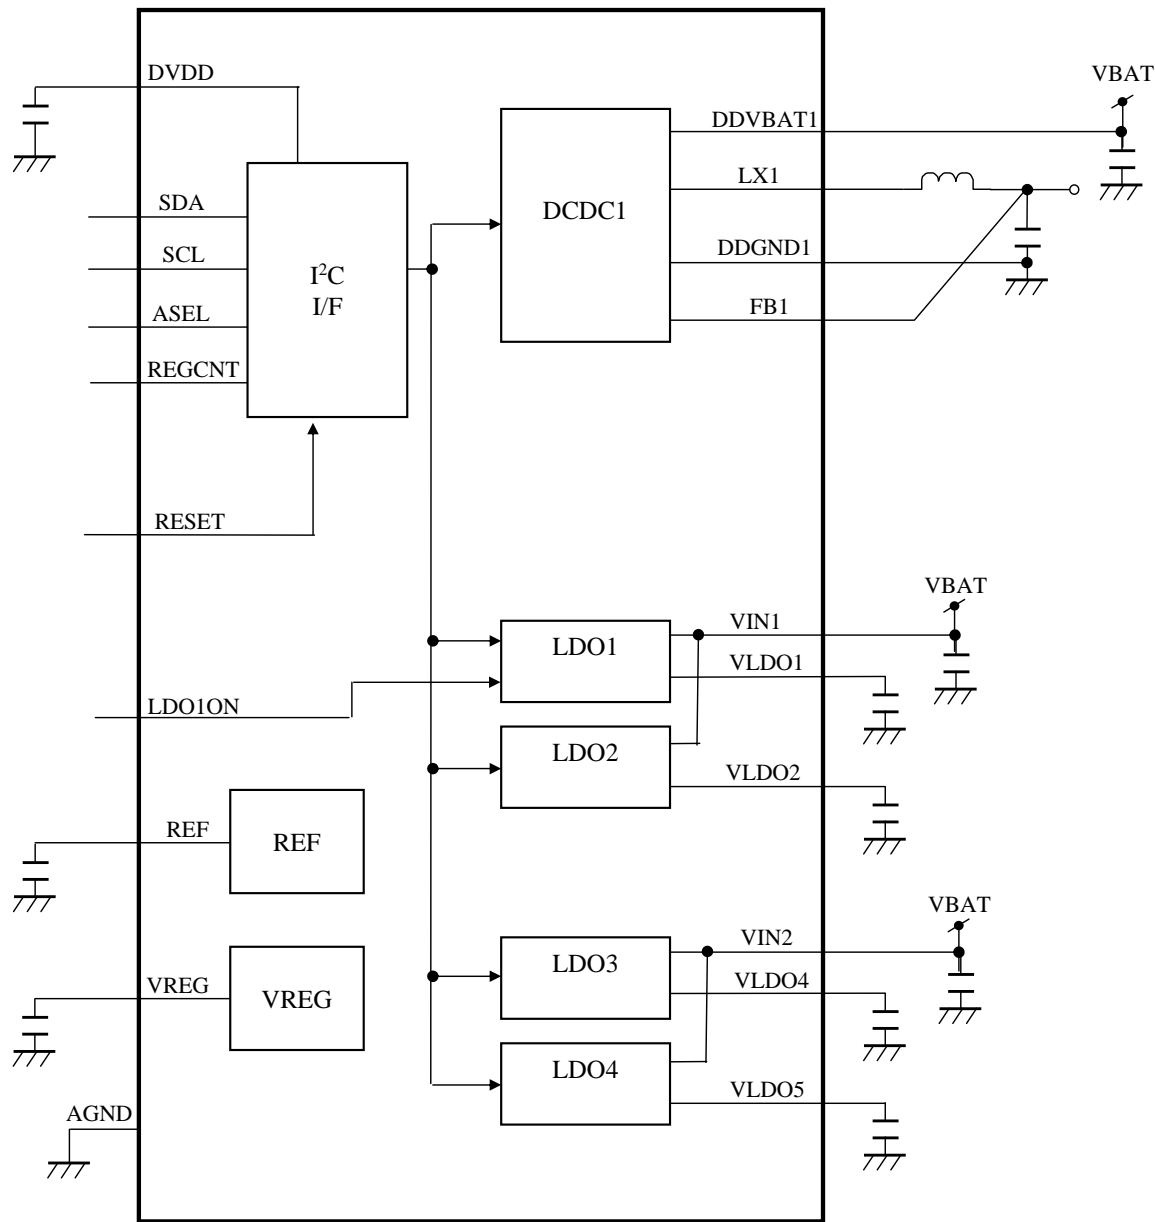 DVDD
VBAT
DDVBAT1
LX1
SDA
DCDC1
SCL
DDGND1
I²C
I/F
ASEL
FB1
REGCNT
RESET
VBAT
VIN1
LDO1
VLDO1
LDO1ON
LDO2
VLDO2
REF
REF
VBAT
VIN2
LDO3
VLDO4
VREG
VREG
LDO4
VLDO5
AGND